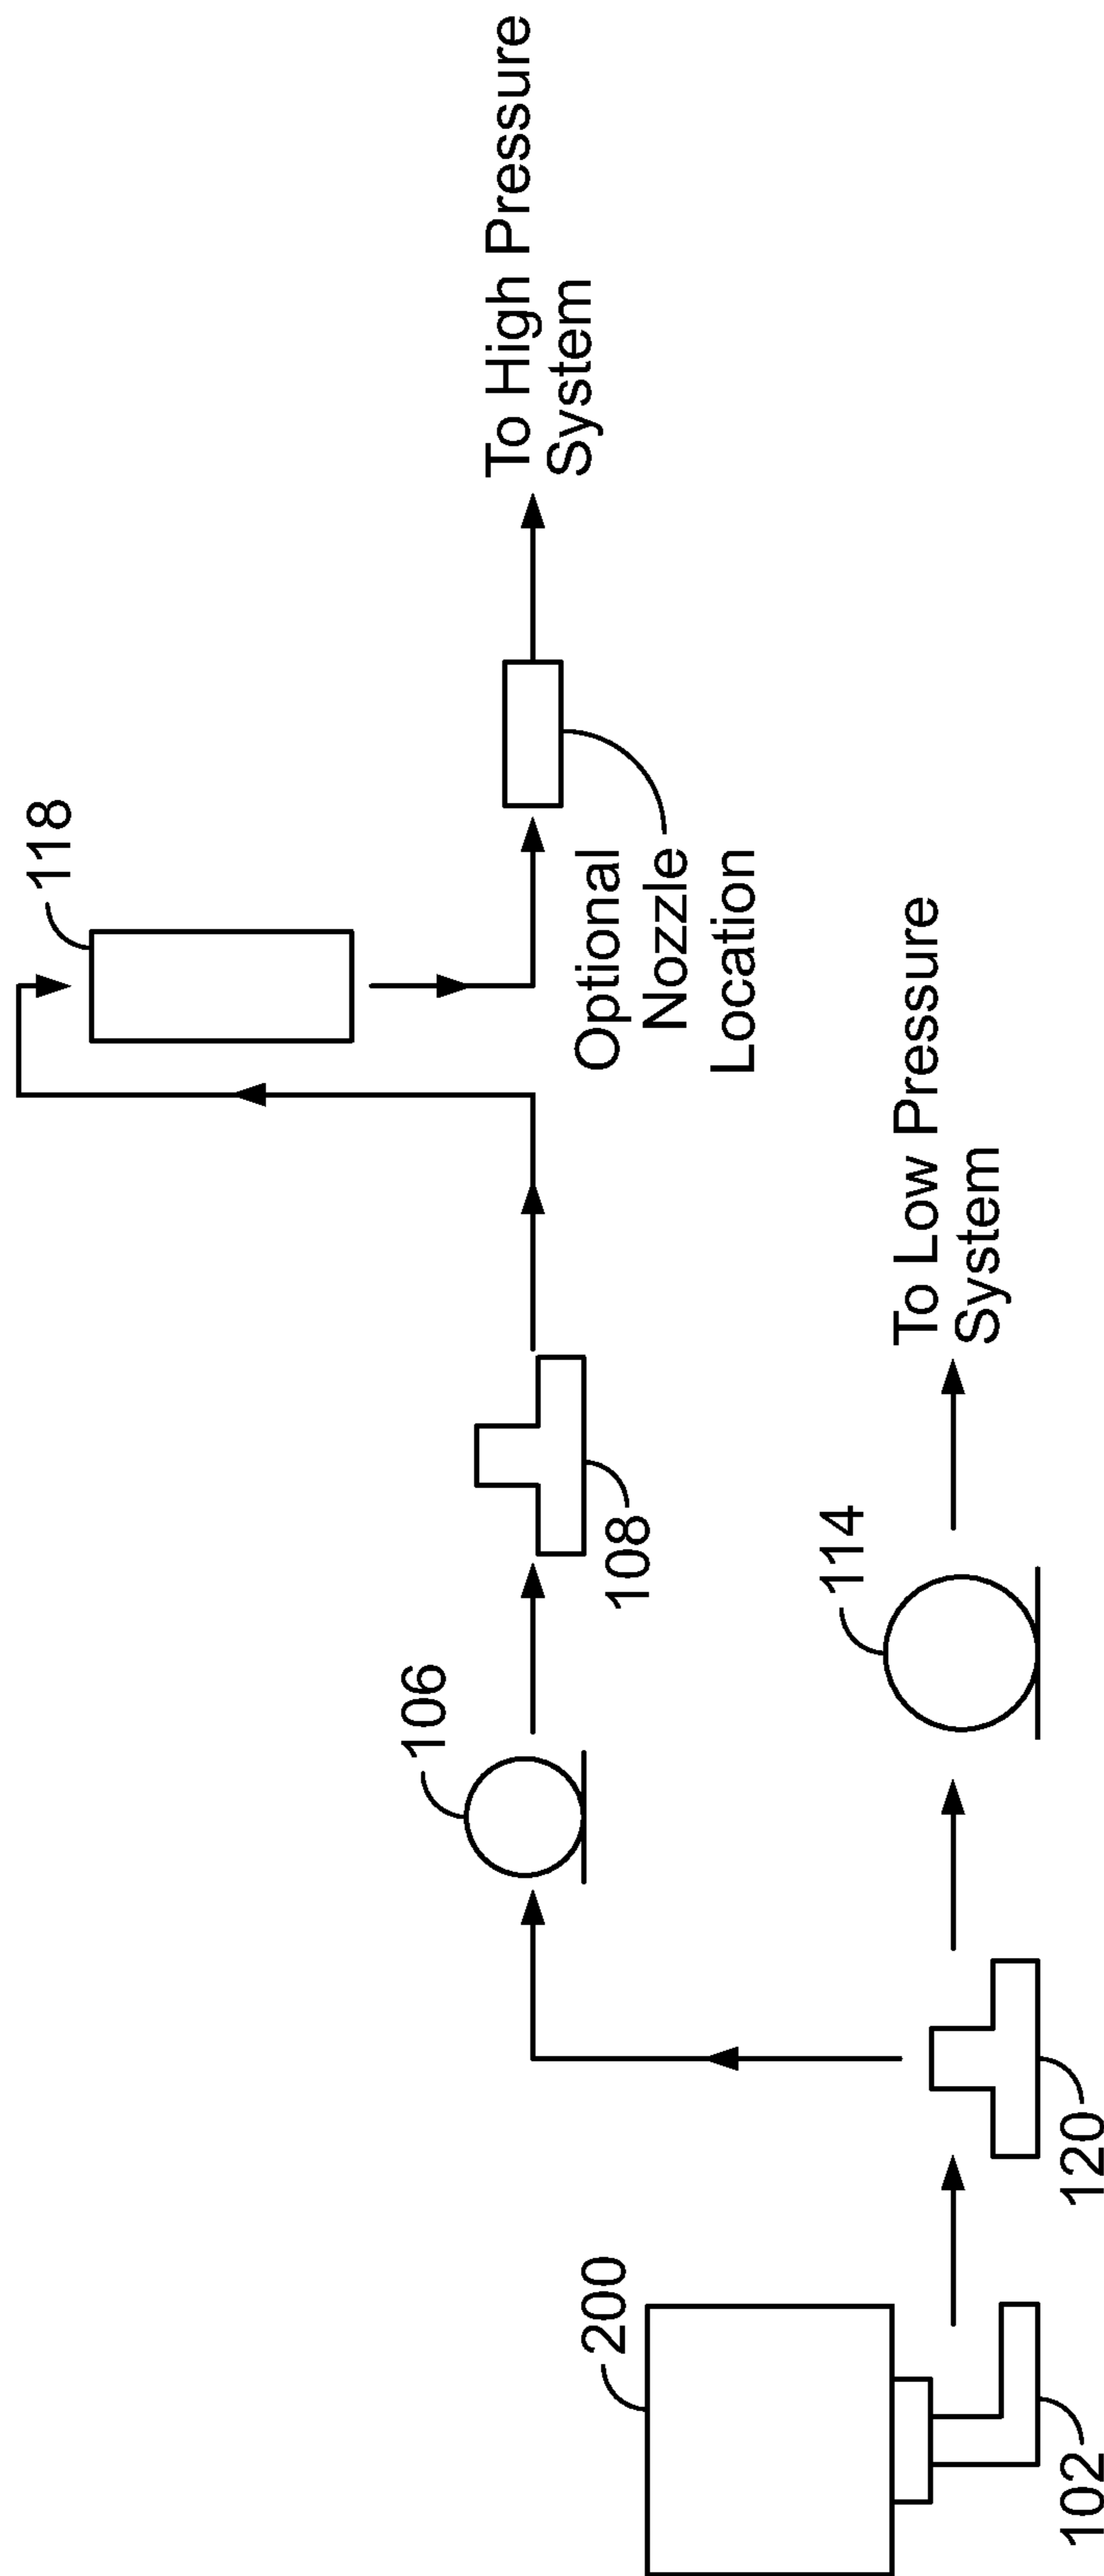 118
To High Pressure
System
106
108
Optional
Nozzle
Location
200
114
To Low Pressure
System
102
120